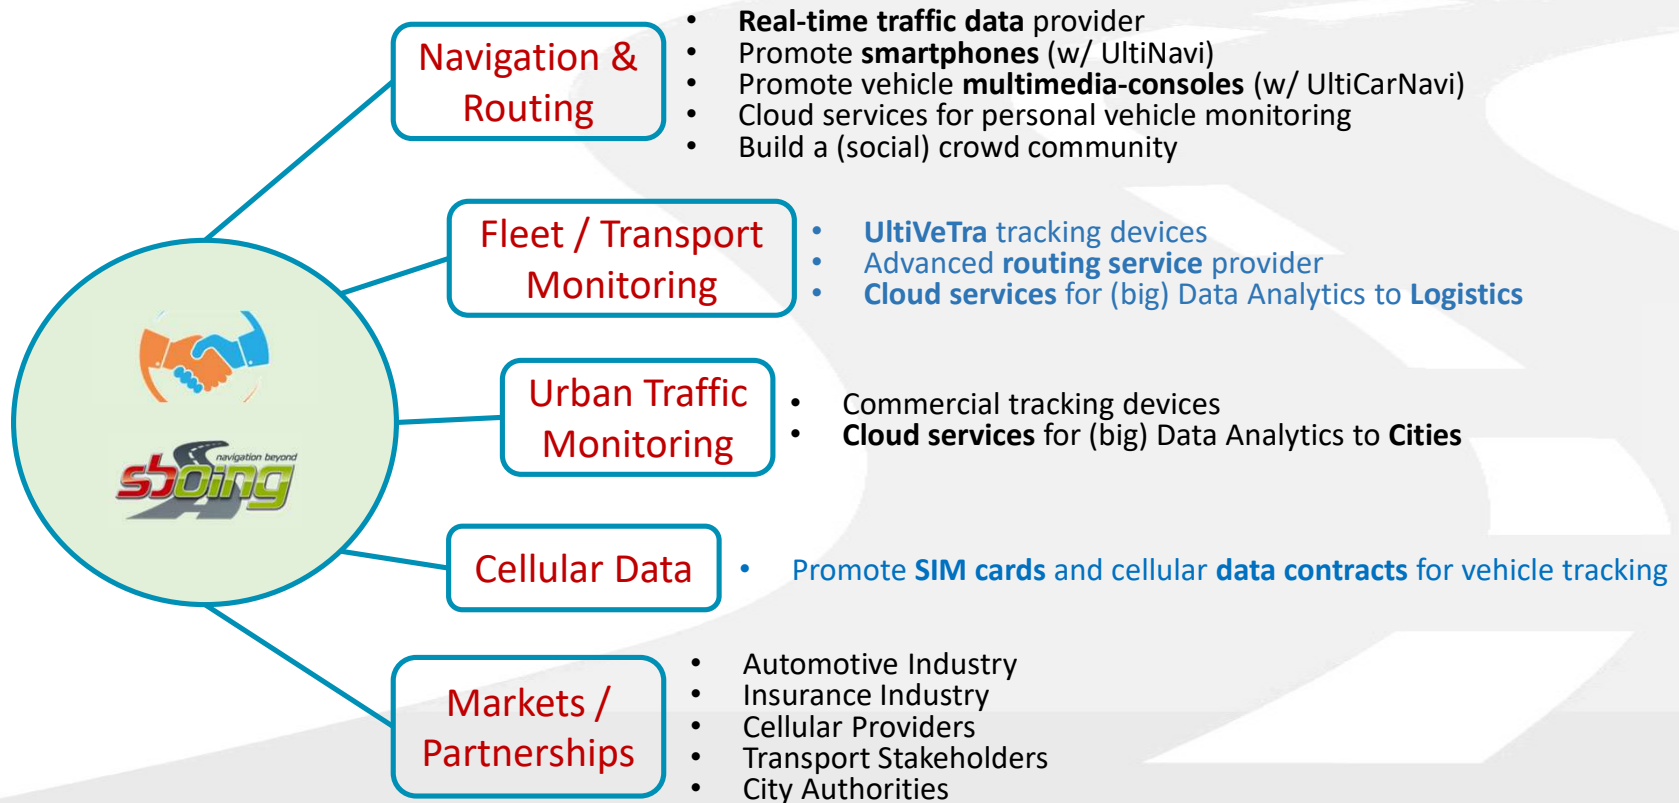 Navigation &
Routing
• Real-time traffic data provider
• Promote smartphones (w/ UltiNavi)
• Promote vehicle multimedia-consoles (w/ UltiCarNavi)
• Cloud services for personal vehicle monitoring
• Build a (social) crowd community
Fleet / Transport
Monitoring
• UltiVeTra tracking devices
• Advanced routing service provider
• Cloud services for (big) Data Analytics to Logistics
navigation beyond
sboing
Urban Traffic
Monitoring
• Commercial tracking devices
• Cloud services for (big) Data Analytics to Cities
Cellular Data
• Promote SIM cards and cellular data contracts for vehicle tracking
Markets /
Partnerships
• Automotive Industry
• Insurance Industry
• Cellular Providers
• Transport Stakeholders
• City Authorities